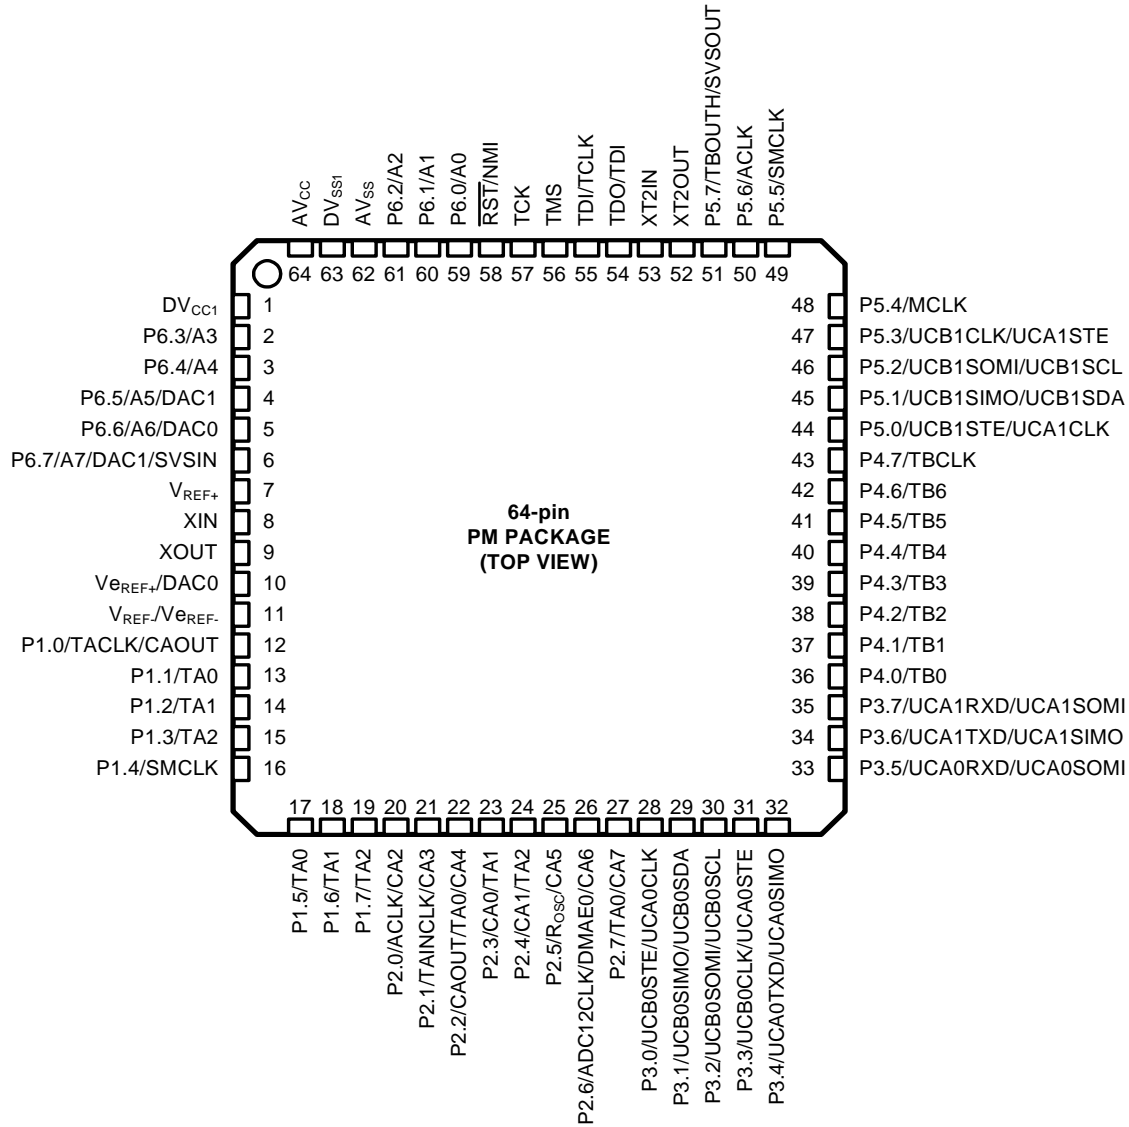 AVCC
DVSS1
AVSS
P6.2/A2
P6.1/A1
P6.0/A0
RST/NMI
TCK
TMS
TDI/TCLK
TDO/TDI
XT2IN
XT2OUT
P5.7/TBOUTH/SVSOUT
P5.6/ACLK
P5.5/SMCLK
64 63 62 61 60 59 58 57 56 55 54 53 52 51 50 49
DVCC1 1
P6.3/A3 2
P6.4/A4 3
P6.5/A5/DAC1 4
P6.6/A6/DAC0 5
P6.7/A7/DAC1/SVSIN 6
VREF+ 7
XIN 8
XOUT 9
VeREF+/DAC0 10
VREF-/VeREF- 11
P1.0/TACLK/CAOUT 12
P1.1/TA0 13
P1.2/TA1 14
P1.3/TA2 15
P1.4/SMCLK 16
64-pin
PM PACKAGE
(TOP VIEW)
48 P5.4/MCLK
47 P5.3/UCB1CLK/UCA1STE
46 P5.2/UCB1SOMI/UCB1SCL
45 P5.1/UCB1SIMO/UCB1SDA
44 P5.0/UCB1STE/UCA1CLK
43 P4.7/TBCLK
42 P4.6/TB6
41 P4.5/TB5
40 P4.4/TB4
39 P4.3/TB3
38 P4.2/TB2
37 P4.1/TB1
36 P4.0/TB0
35 P3.7/UCA1RXD/UCA1SOMI
34 P3.6/UCA1TXD/UCA1SIMO
33 P3.5/UCA0RXD/UCA0SOMI
17 18 19 20 21 22 23 24 25 26 27 28 29 30 31 32
P1.5/TA0
P1.6/TA1
P1.7/TA2
P2.0/ACLK/CA2
P2.1/TAINCLK/CA3
P2.2/CAOUT/TA0/CA4
P2.3/CA0/TA1
P2.4/CA1/TA2
P2.5/ROSC/CA5
P2.6/ADC12CLK/DMAE0/CA6
P2.7/TA0/CA7
P3.0/UCB0STE/UCA0CLK
P3.1/UCB0SIMO/UCB0SDA
P3.2/UCB0SOMI/UCB0SCL
P3.3/UCB0CLK/UCA0STE
P3.4/UCA0TXD/UCA0SIMO